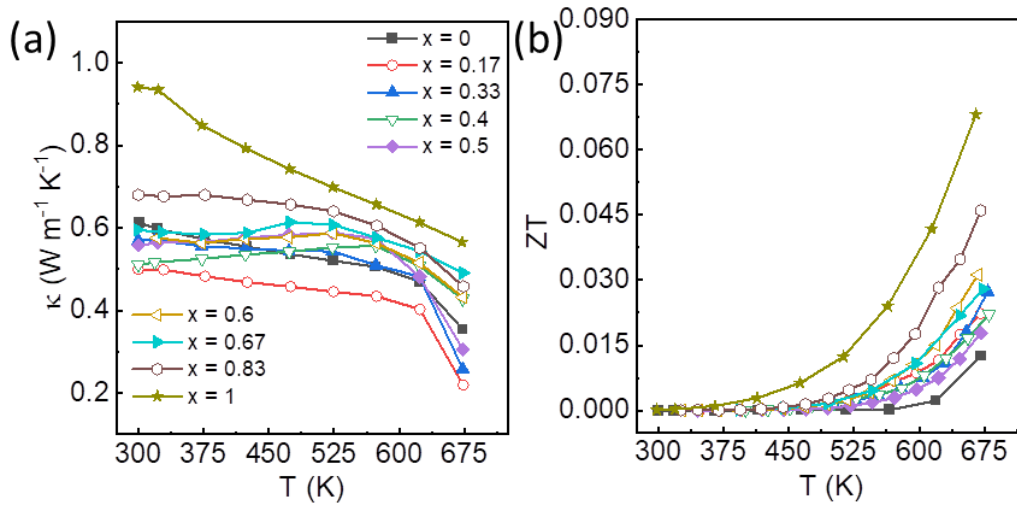 (a)
κ (W m⁻¹ K⁻¹)
1.0
0.8
0.6
0.4
0.2
300 375 450 525 600 675
T (K)
x = 0
x = 0.17
x = 0.33
x = 0.4
x = 0.5
x = 0.6
x = 0.67
x = 0.83
x = 1
(b)
ZT
0.090
0.075
0.060
0.045
0.030
0.015
0.000
300 375 450 525 600 675
T (K)